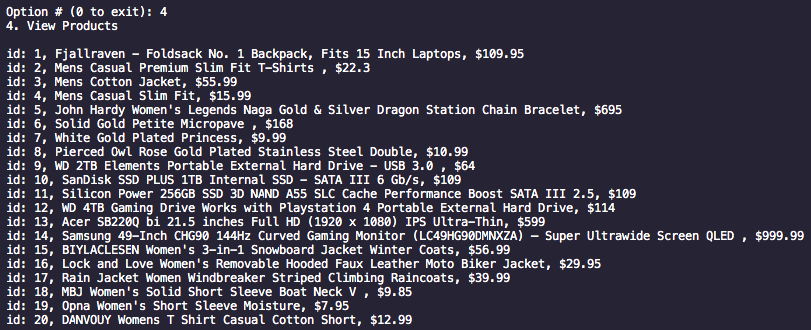 Option # (0 to exit): 4
4. View Products
id: 1, Fjallraven - Foldsack No. 1 Backpack, Fits 15 Inch Laptops, $109.95
id: 2, Mens Casual Premium Slim Fit T-Shirts , $22.3
id: 3, Mens Cotton Jacket, $55.99
id: 4, Mens Casual Slim Fit, $15.99
id: 5, John Hardy Women's Legends Naga Gold & Silver Dragon Station Chain Bracelet, $695
id: 6, Solid Gold Petite Micropave , $168
id: 7, White Gold Plated Princess, $9.99
id: 8, Pierced Owl Rose Gold Plated Stainless Steel Double, $10.99
id: 9, WD 2TB Elements Portable External Hard Drive - USB 3.0 , $64
id: 10, SanDisk SSD PLUS 1TB Internal SSD - SATA III 6 Gb/s, $109
id: 11, Silicon Power 256GB SSD 3D NAND A55 SLC Cache Performance Boost SATA III 2.5, $109
id: 12, WD 4TB Gaming Drive Works with Playstation 4 Portable External Hard Drive, $114
id: 13, Acer SB220Q bi 21.5 inches Full HD (1920 x 1080) IPS Ultra-Thin, $599
id: 14, Samsung 49-Inch CHG90 144Hz Curved Gaming Monitor (LC49HG90DMNXZA) – Super Ultrawide Screen QLED , $999.99
id: 15, BIYLACLESEN Women's 3-in-1 Snowboard Jacket Winter Coats, $56.99
id: 16, Lock and Love Women's Removable Hooded Faux Leather Moto Biker Jacket, $29.95
id: 17, Rain Jacket Women Windbreaker Striped Climbing Raincoats, $39.99
id: 18, MBJ Women's Solid Short Sleeve Boat Neck V , $9.85
id: 19, Opna Women's Short Sleeve Moisture, $7.95
id: 20, DANVOUY Womens T Shirt Casual Cotton Short, $12.99